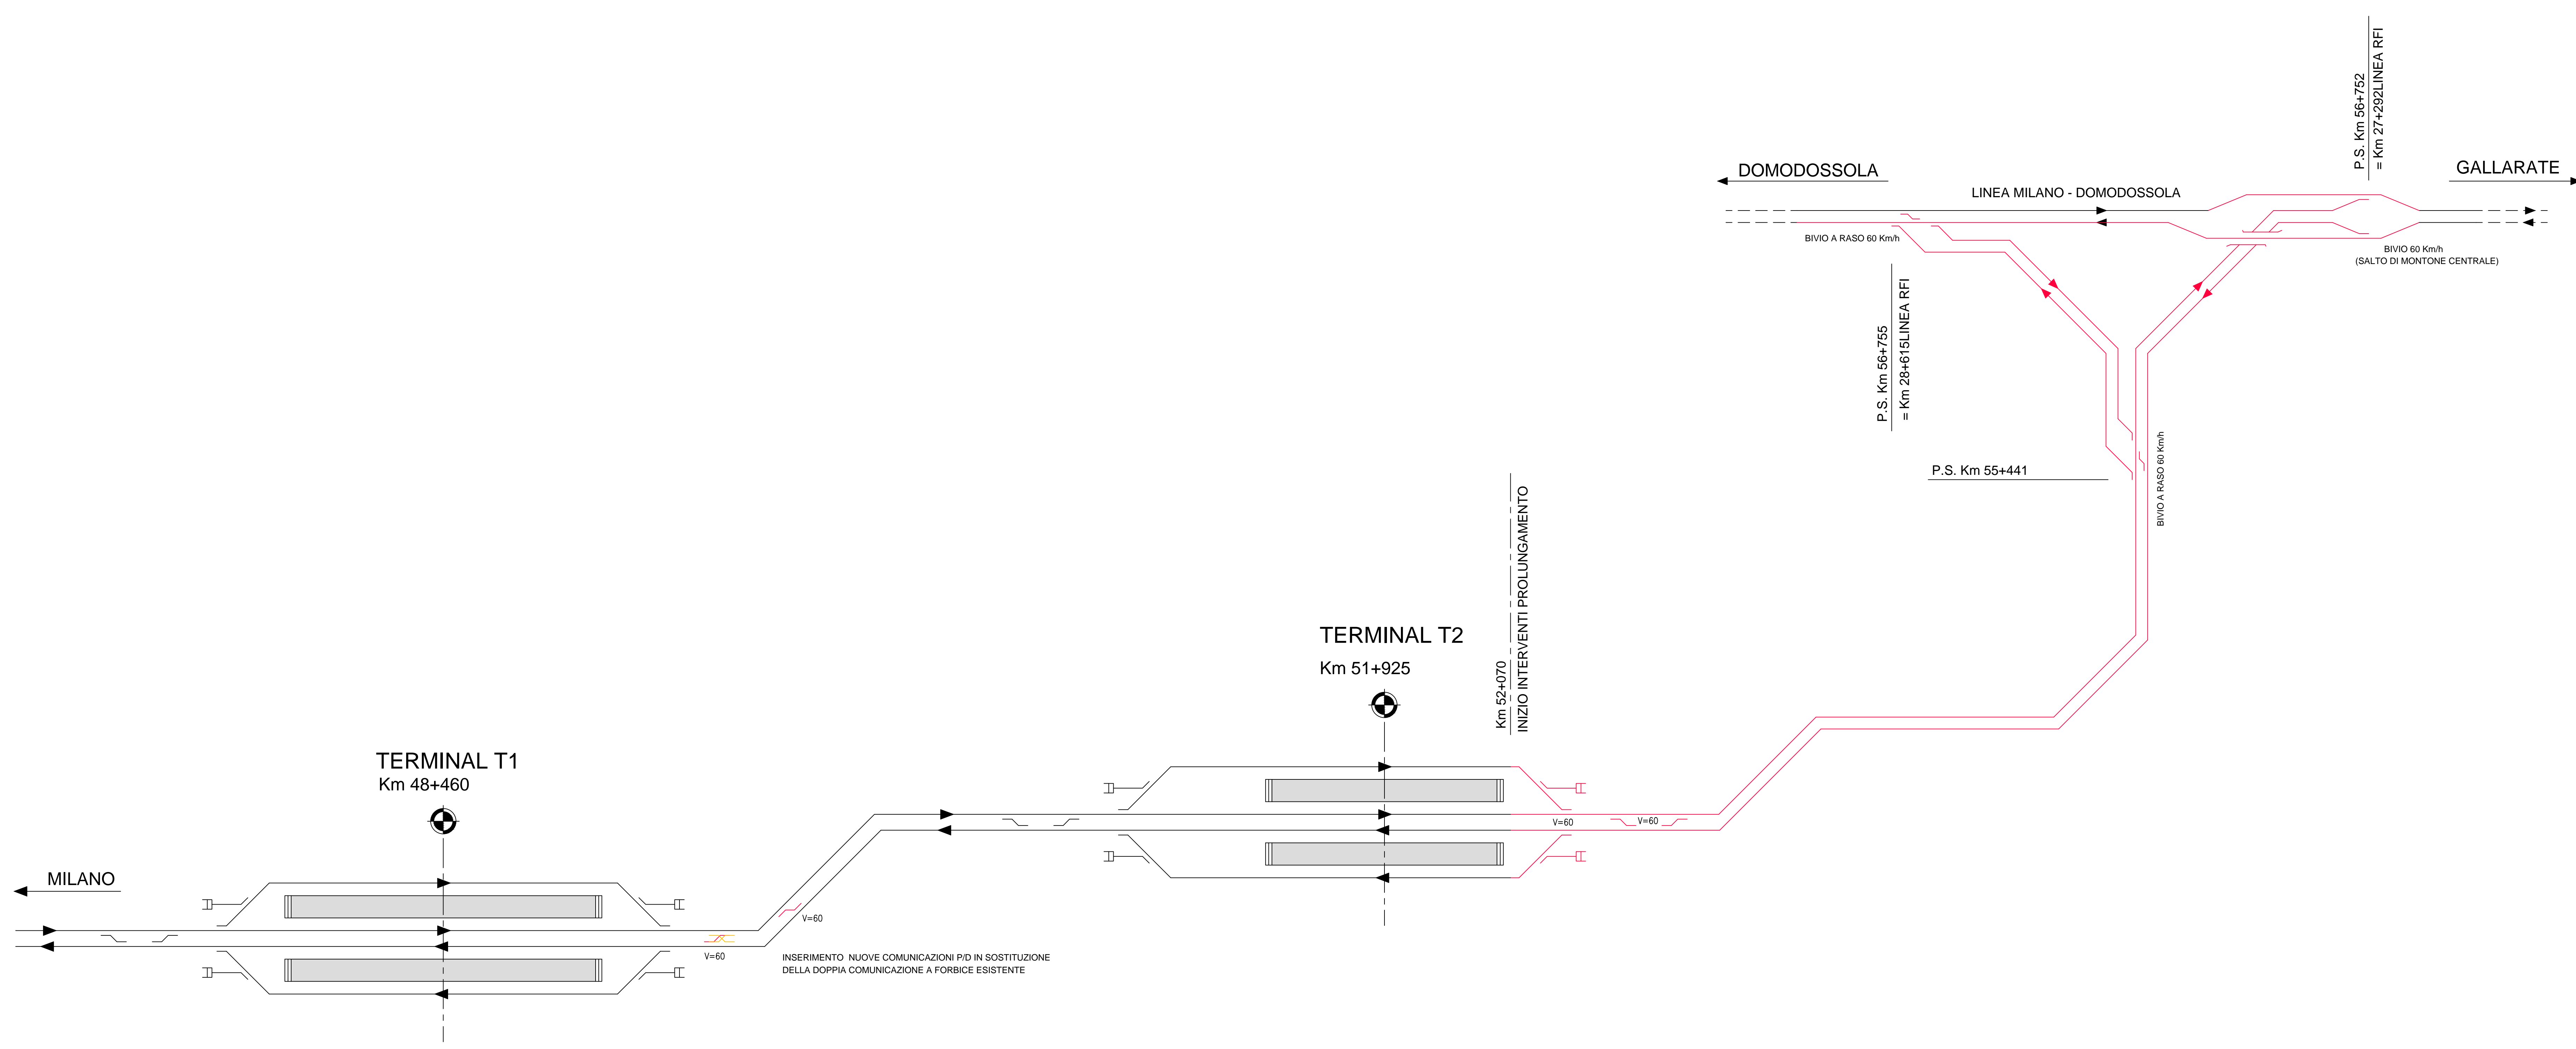 P.S. Km 56+752
= Km 27+292LINEA RFI
DOMODOSSOLA
GALLARATE
LINEA MILANO - DOMODOSSOLA
BIVIO A RASO 60 Km/h
BIVIO 60 Km/h
(SALTO DI MONTONE CENTRALE)
P.S. Km 56+755
= Km 28+615LINEA RFI
P.S. Km 55+441
BIVIO A RASO 60 Km/h
Km 52+070
INIZIO INTERVENTI PROLUNGAMENTO
TERMINAL T2
Km 51+925
TERMINAL T1
Km 48+460
V=60
V=60
MILANO
V=60
V=60
INSERIMENTO NUOVE COMUNICAZIONI P/D IN SOSTITUZIONE
DELLA DOPPIA COMUNICAZIONE A FORBICE ESISTENTE